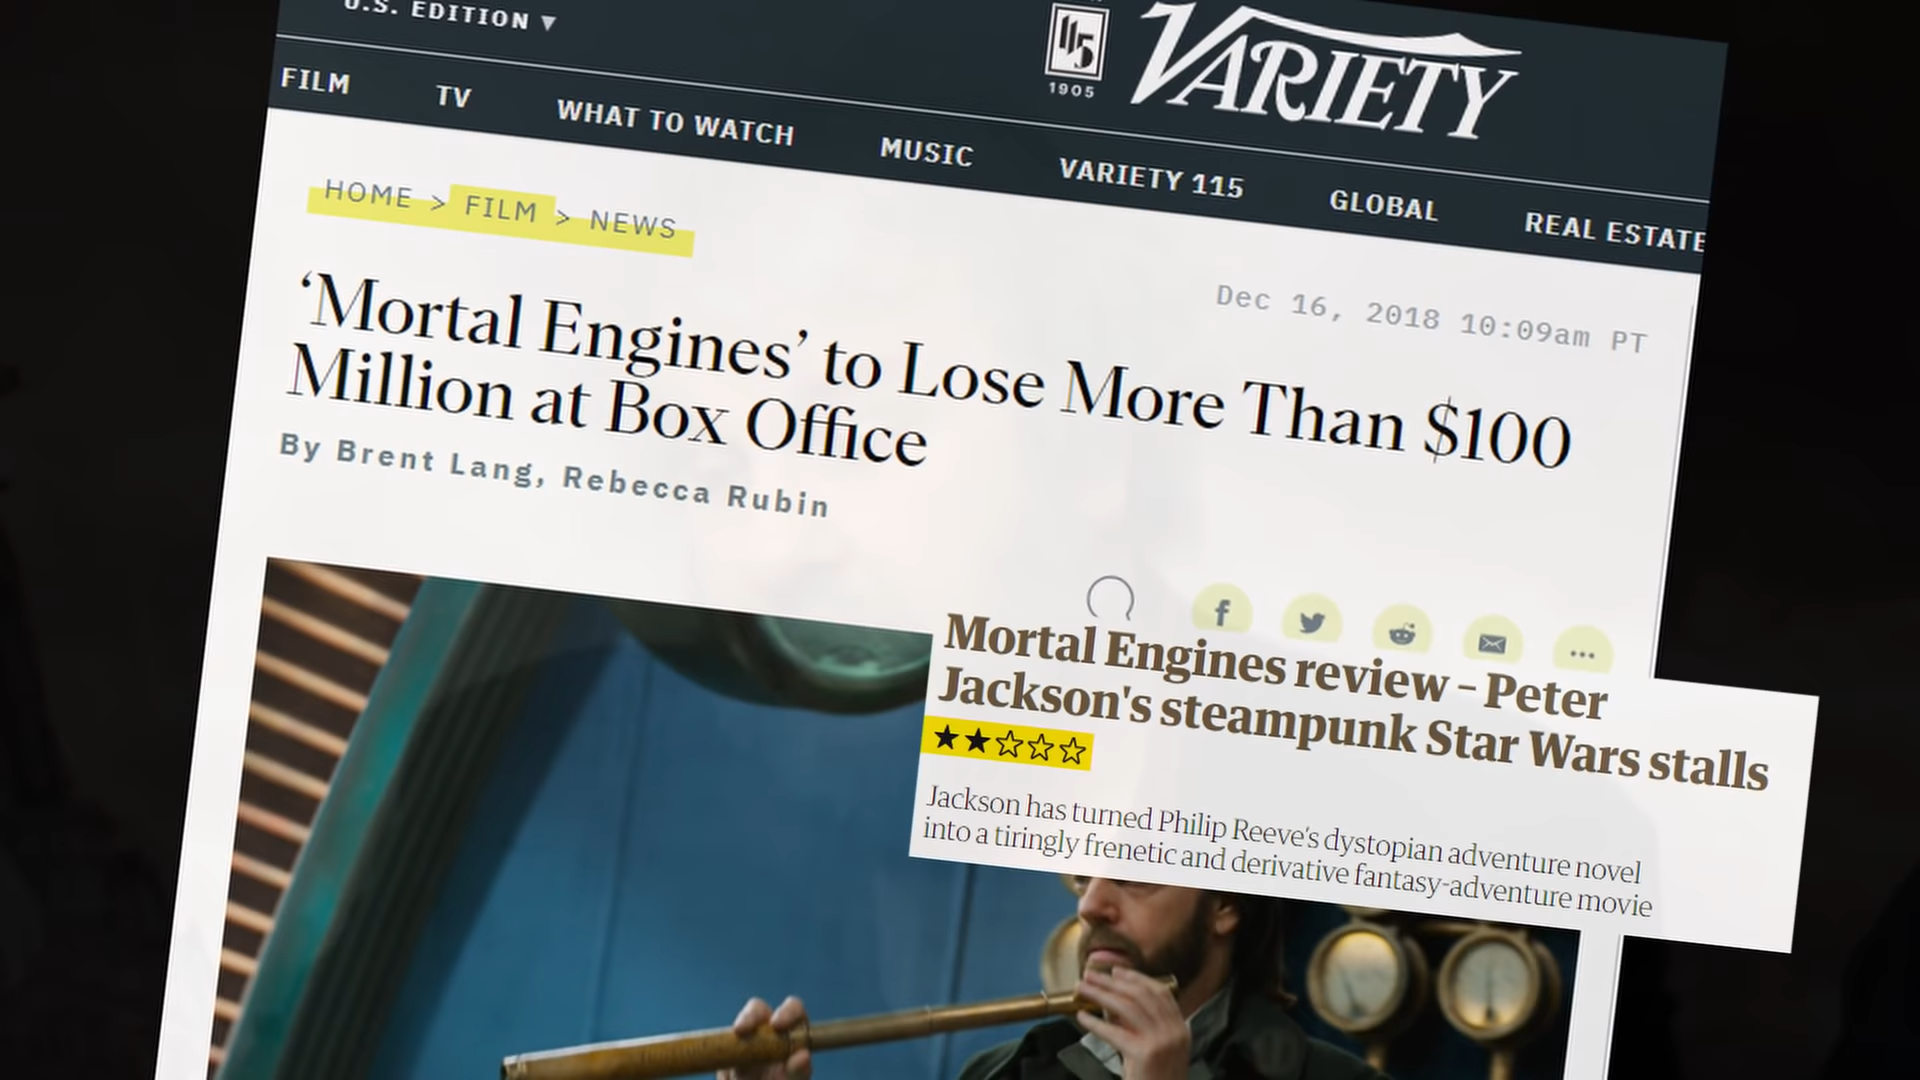 U.S. EDITION ▼
115
1905
VARIETY
FILM TV WHAT TO WATCH MUSIC VARIETY 115 GLOBAL REAL ESTATE
HOME > FILM > NEWS
Dec 16, 2018 10:09am PT
‘Mortal Engines’ to Lose More Than $100
Million at Box Office
By Brent Lang, Rebecca Rubin
Mortal Engines review – Peter
Jackson's steampunk Star Wars stalls
★★☆☆☆
Jackson has turned Philip Reeve's dystopian adventure novel
into a tiringly frenetic and derivative fantasy-adventure movie